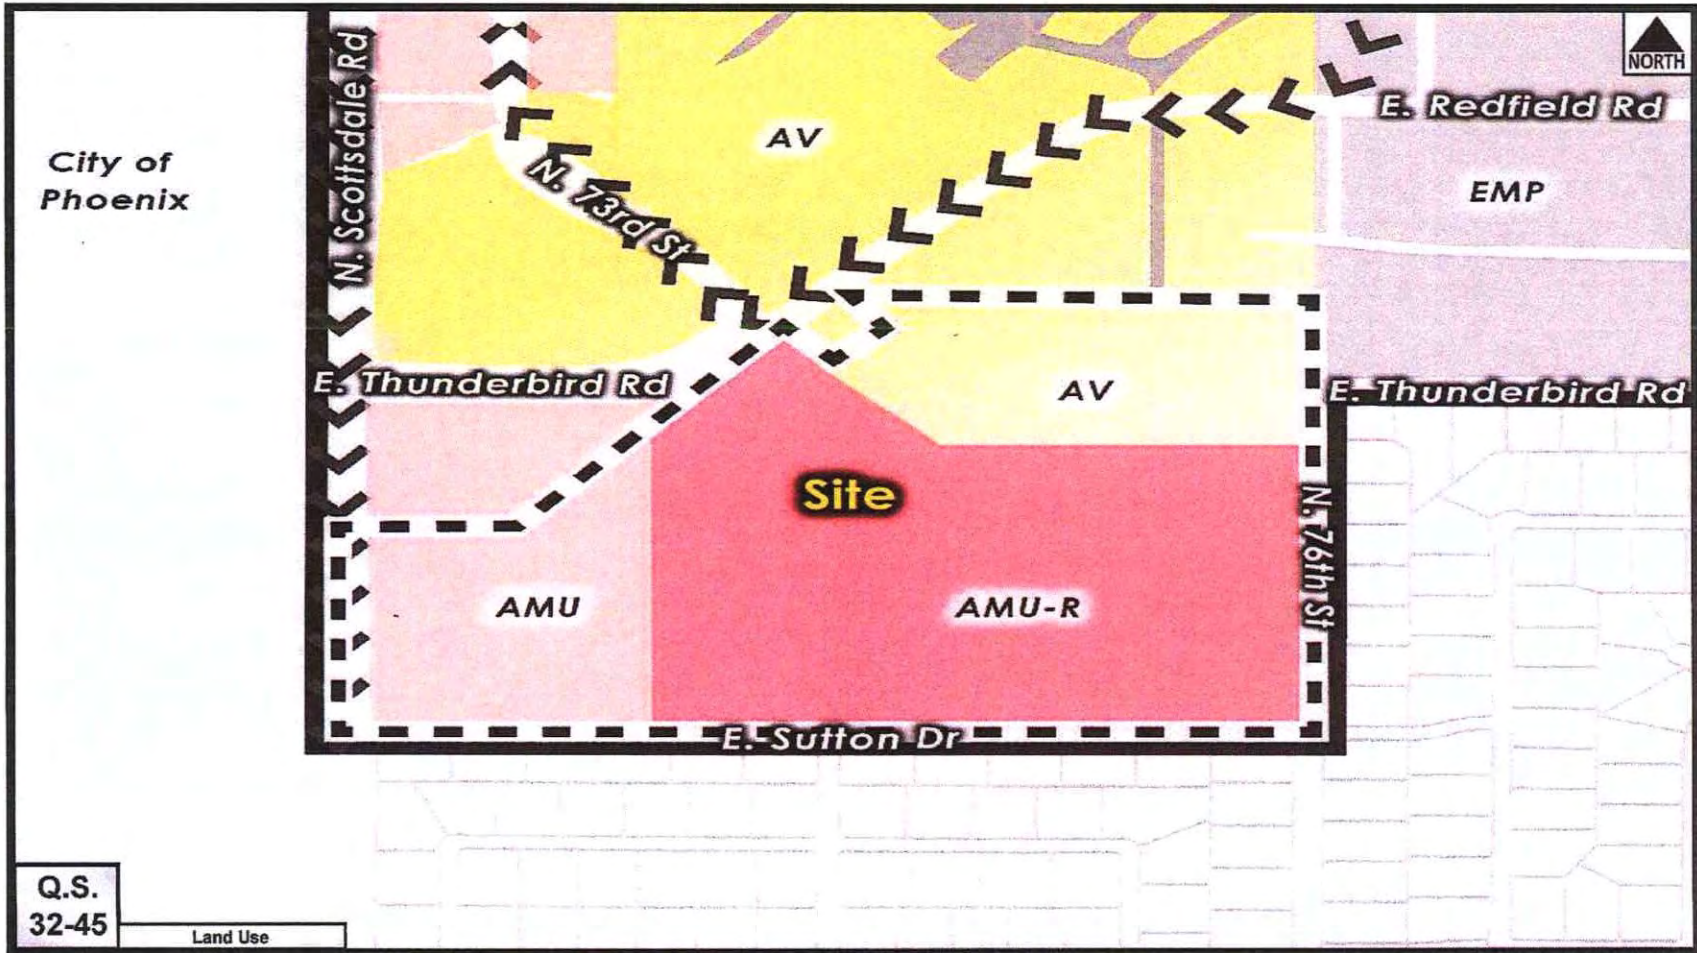 NORTH
N. Scottsdale Rd
E. Redfield Rd
City of
Phoenix
AV
N. 73rd St
EMP
E. Thunderbird Rd
AV
E. Thunderbird Rd
Site
N. 76th St
AMU
AMU-R
E. Sutton Dr
Q.S.
32-45
Land Use